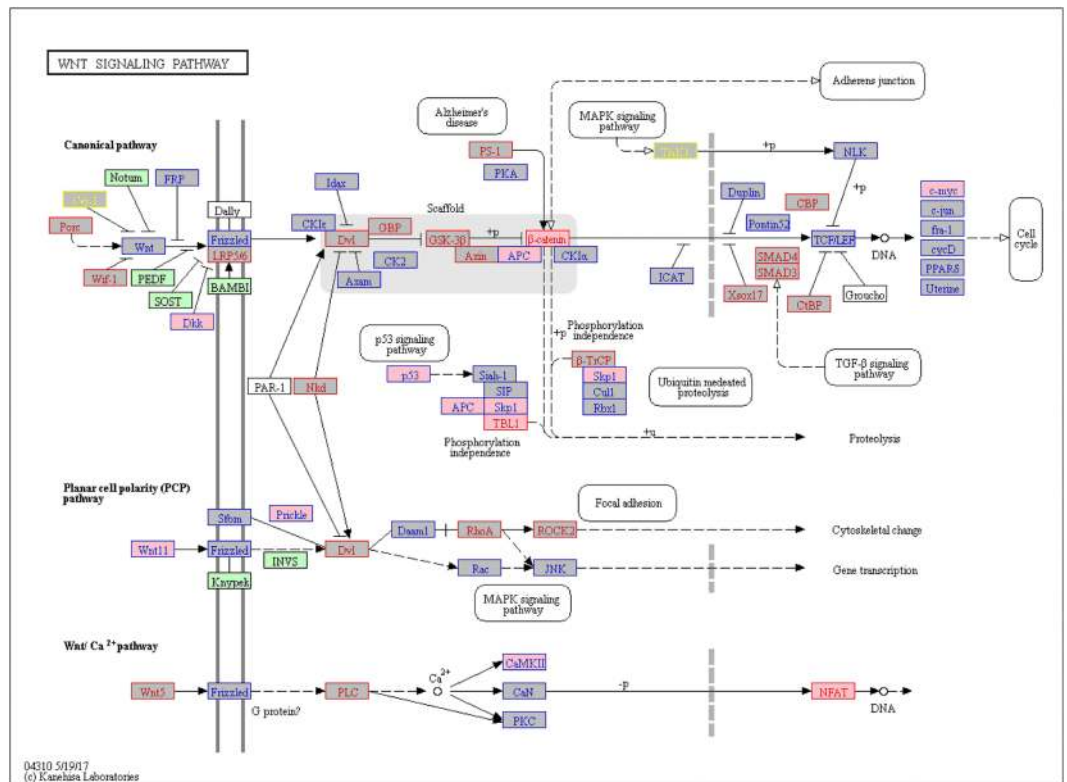 WNT SIGNALING PATHWAY
Adherens junction
Alzheimer's
disease
MAPK signaling
pathway
Canonical pathway
PS-1
+p
NLK
Notum
FRP
PKA
Idax
Duplin
c-myc
Porc
Dally
CKIε
Scaffold
GBP
Pontin52
CBP
+p
c-jun
Wnt
Frizzled
Dvl
GSK-3β
+p
β-catenin
TCF/LEF
DNA
fra-1
Cell
cycle
LRP5/6
Axin
APC
CKIα
SMAD4
cycD
Wif-1
PEDF
CK2
ICAT
SMAD3
PPARδ
SOST
BAMBI
Axam
Xsox17
CtBP
Groucho
Uterine
Dkk
p53 signaling
pathway
+p
Phosphorylation
independence
β-TrCP
TGF-β signaling
pathway
p53
Siah-1
Skp1
Ubiquitin mediated
proteolysis
PAR-1
Nkd
SIP
Cul1
APC
Skp1
Rbx1
TBL1
+u
Proteolysis
Phosphorylation
independence
Planar cell polarity (PCP)
pathway
Focal adhesion
Prickle
Stbm
Daam1
RhoA
ROCK2
Cytoskeletal change
Wnt11
Frizzled
Dvl
INVS
Rac
JNK
Gene transcription
Knypek
MAPK signaling
pathway
Wnt/ Ca 2+ pathway
CaMKII
Ca2+
Wnt5
Frizzled
PLC
CaN
-p
NFAT
DNA
G protein?
PKC
04310 5/19/17
(c) Kanehisa Laboratories